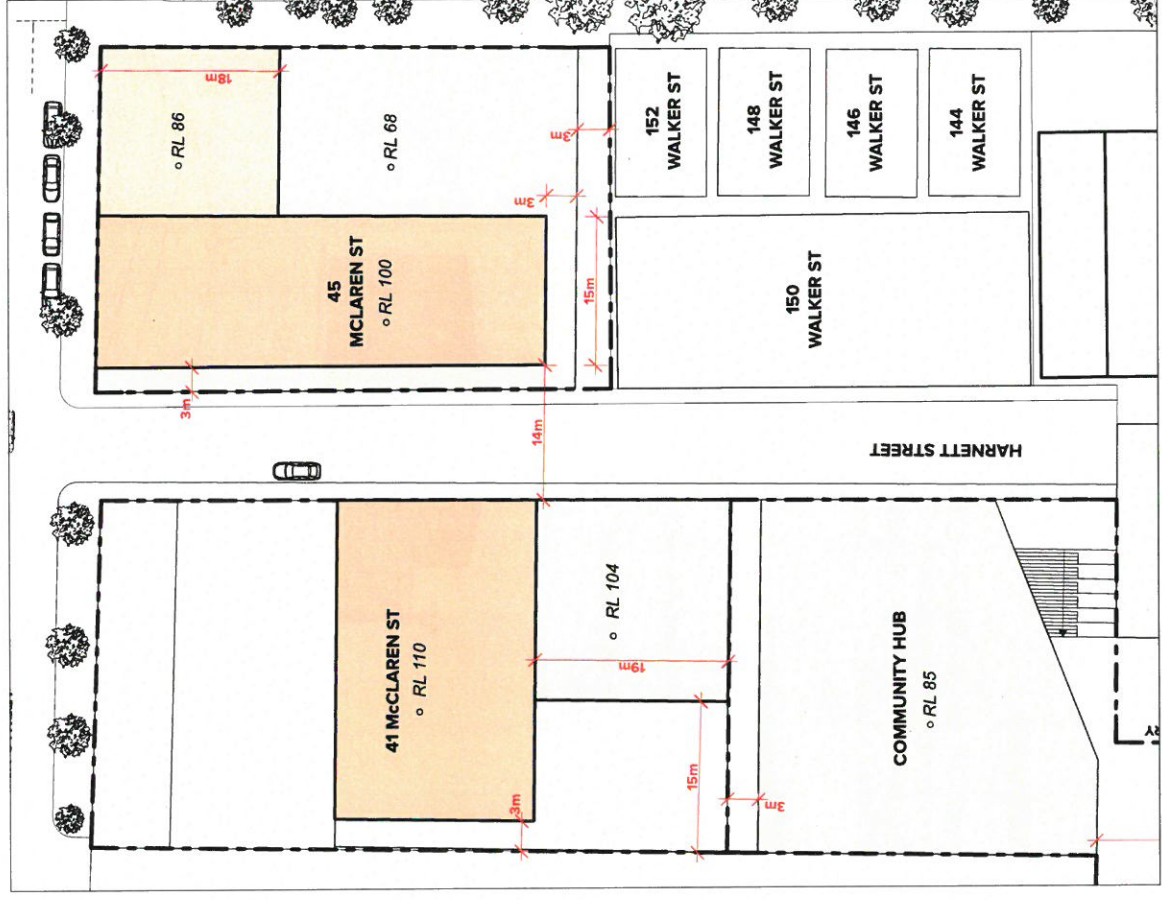 18m
RL 86
RL 68
3m
3m
152
WALKER ST
148
WALKER ST
146
WALKER ST
144
WALKER ST
45
MCLAREN ST
RL 100
15m
150
WALKER ST
3m
14m
HARNETT STREET
41 McCLAREN ST
RL 110
RL 104
19m
3m
15m
3m
COMMUNITY HUB
RL 85
RY